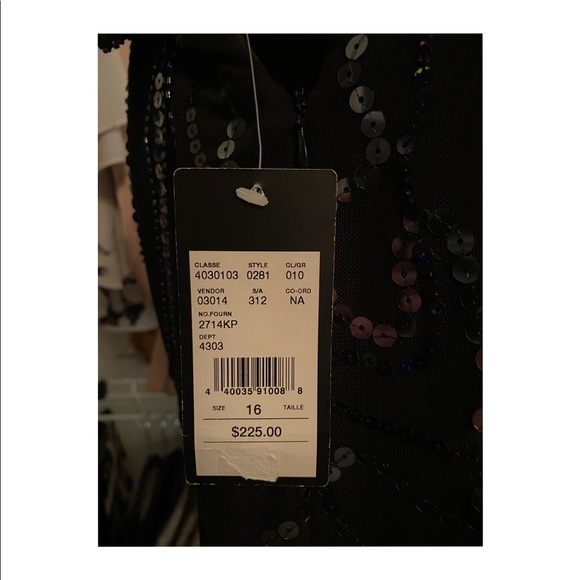 CLASSE STYLE CL/GR
4030103 0281 010
VENDOR S/A CO-ORD
03014 312 NA
NO.FOURN
2714KP
DEPT
4303
4 40035 91008 8
SIZE 16 TAILLE
$225.00